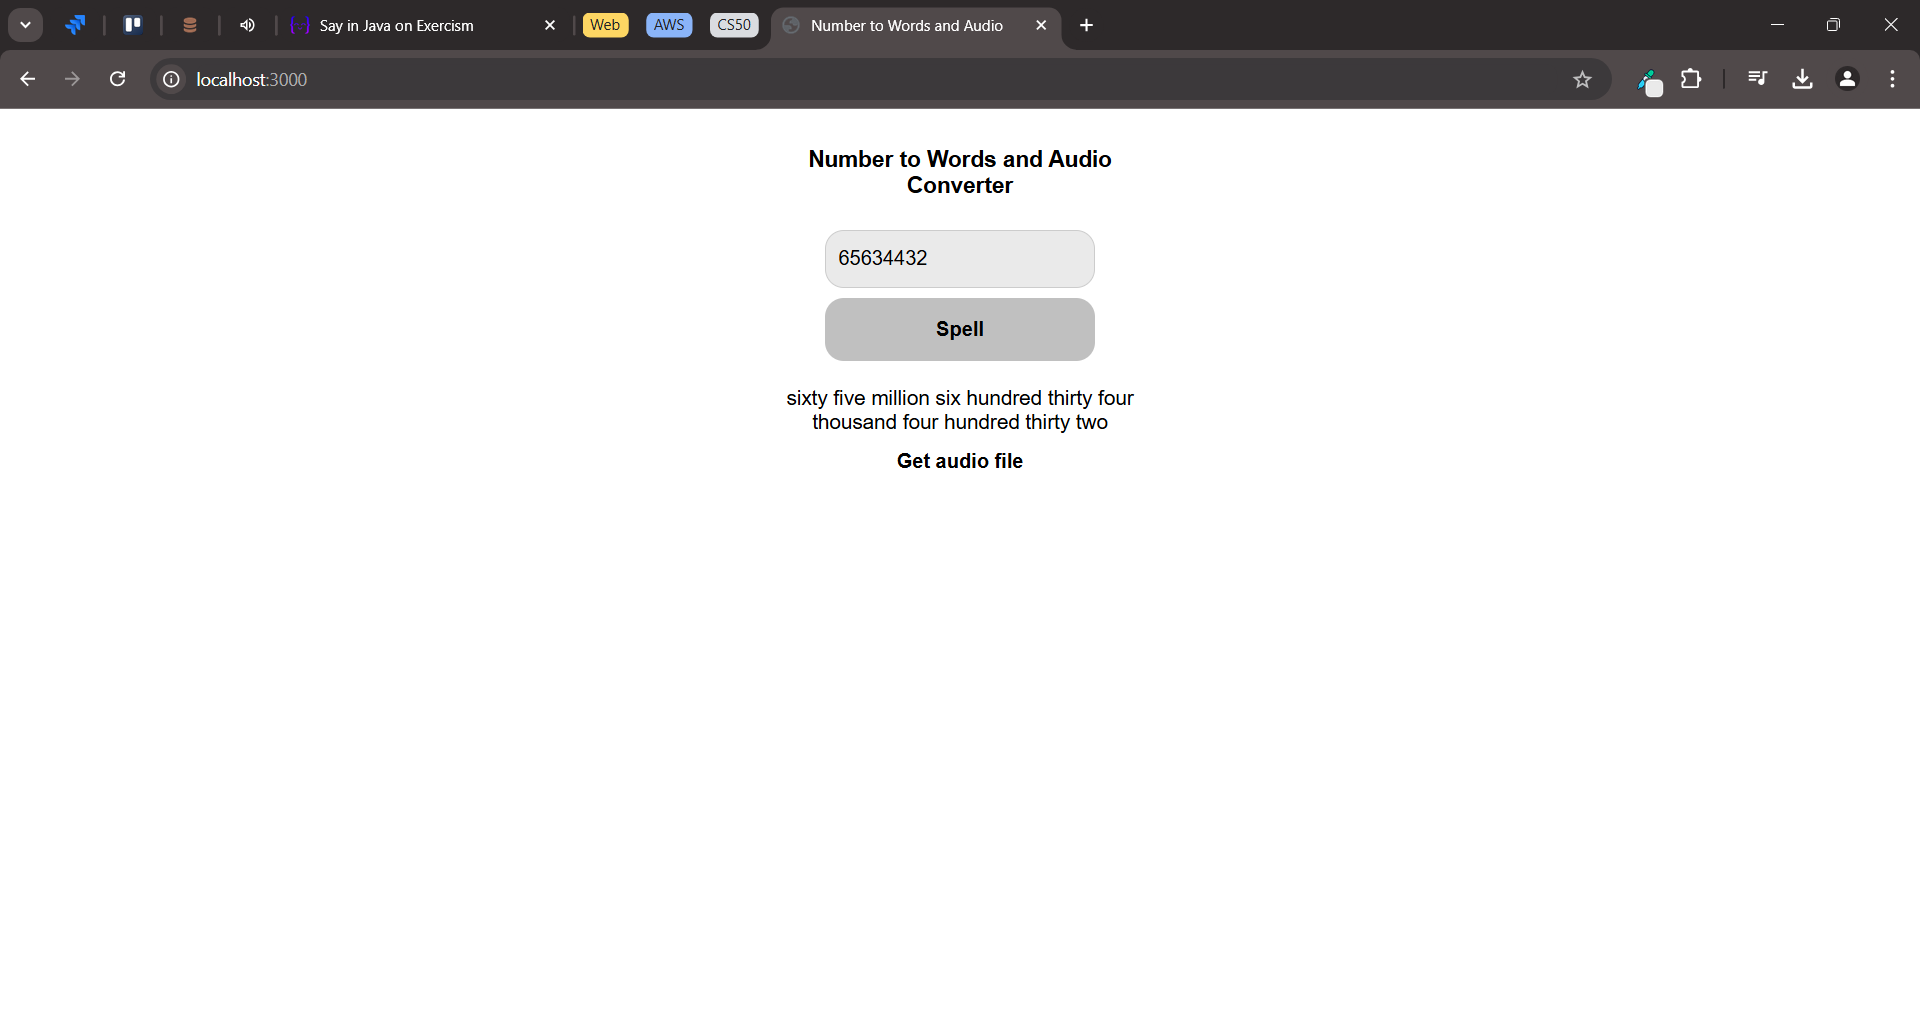 Say in Java on Exercism
Web
AWS
CS50
Number to Words and Audio
localhost:3000
Number to Words and Audio
Converter
65634432
Spell
sixty five million six hundred thirty four
thousand four hundred thirty two
Get audio file